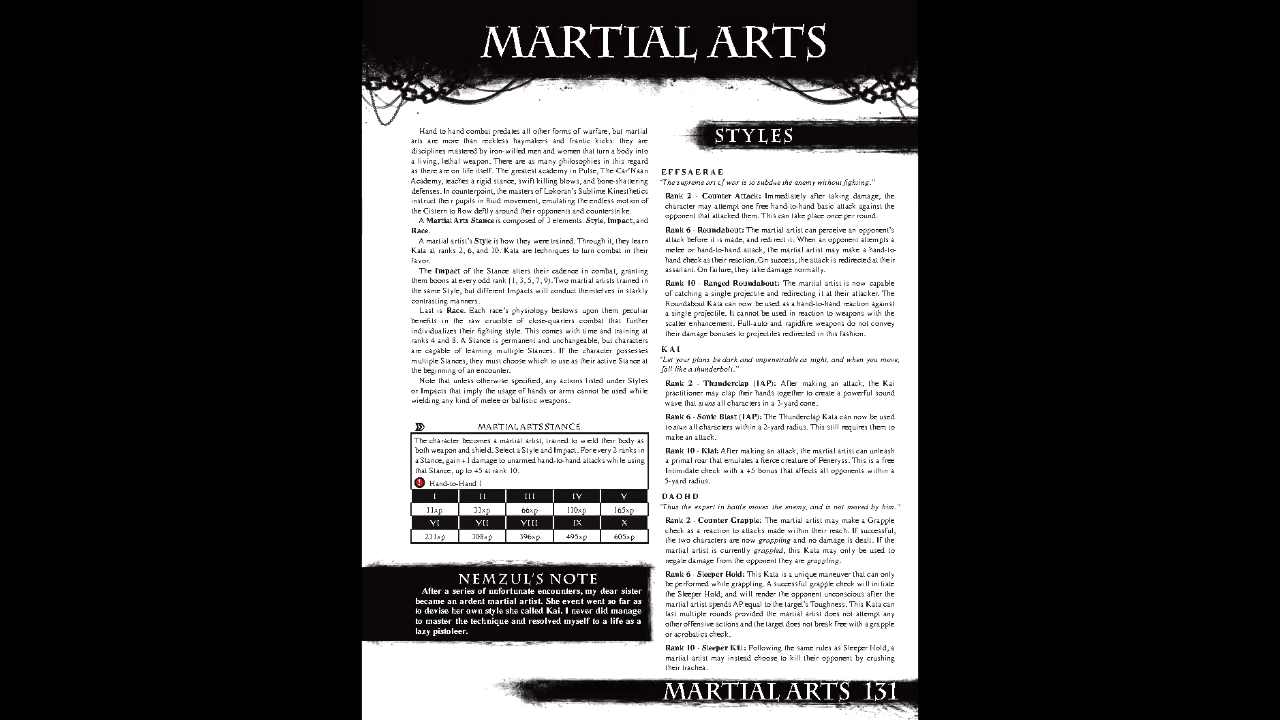 MARTIAL ARTS
Hand to hand combat predates all other forms of warfare, but martial
arts are more than reckless haymakers and frantic kicks: they are
disciplines mastered by iron-willed men and women that turn a body into
a living, lethal weapon. There are as many philosophies in this regard
as there are on life itself. The greatest academy in Pulse, The Car'Naan
Academy, teaches a rigid stance, swift killing blows, and bone-shattering
defenses. In counterpoint, the masters of Lokoran's Sublime Kinesthetics
instruct their pupils in fluid movement, emulating the endless motion of
the Cistern to flow deftly around their opponents and counterstrike.
A Martial Arts Stance is composed of 3 elements: Style, Impact, and
Race.
A martial artist's Style is how they were trained. Through it, they learn
Kata at ranks 2, 6, and 10. Kata are techniques to turn combat in their
favor.
The Impact of the Stance alters their cadence in combat, granting
them boons at every odd rank (1, 3, 5, 7, 9). Two martial artists trained in
the same Style, but different Impacts will conduct themselves in starkly
contrasting manners.
Last is Race. Each race's physiology bestows upon them peculiar
benefits in the raw crucible of close-quarters combat that further
individualizes their fighting style. This comes with time and training at
ranks 4 and 8. A Stance is permanent and unchangeable, but characters
are capable of learning multiple Stances. If the character possesses
multiple Stances, they must choose which to use as their active Stance at
the beginning of an encounter.
Note that unless otherwise specified, any actions listed under Styles
or Impacts that imply the usage of hands or arms cannot be used while
wielding any kind of melee or ballistic weapons.
MARTIAL ARTS STANCE
The character becomes a martial artist, trained to wield their body as
both weapon and shield. Select a Style and Impact. For every 2 ranks in
a Stance, gain +1 damage to unarmed hand-to-hand attacks while using
that Stance, up to +5 at rank 10.
Hand-to-Hand 1
I II III IV V
11xp 33xp 66xp 110xp 165xp
VI VII VIII IX X
231xp 308xp 396xp 495xp 605xp
NEMZUL'S NOTE
After a series of unfortunate encounters, my dear sister
became an ardent martial artist. She event went so far as
to devise her own style she called Kai. I never did manage
to master the technique and resolved myself to a life as a
lazy pistoleer.
STYLES
EFFSAERAE
"The supreme art of war is to subdue the enemy without fighting."
Rank 2 - Counter Attack: Immediately after taking damage, the
character may attempt one free hand-to-hand basic attack against the
opponent that attacked them. This can take place once per round.
Rank 6 - Roundabout: The martial artist can perceive an opponent's
attack before it is made, and redirect it. When an opponent attempts a
melee or hand-to-hand attack, the martial artist may make a hand-to-
hand check as their reaction. On success, the attack is redirected at their
assailant. On failure, they take damage normally.
Rank 10 - Ranged Roundabout: The martial artist is now capable
of catching a single projectile and redirecting it at their attacker. The
Roundabout Kata can now be used as a hand-to-hand reaction against
a single projectile. It cannot be used in reaction to weapons with the
scatter enhancement. Full-auto and rapidfire weapons do not convey
their damage bonuses to projectiles redirected in this fashion.
KAI
"Let your plans be dark and impenetrable as night, and when you move,
fall like a thunderbolt."
Rank 2 - Thunderclap (1AP): After making an attack, the Kai
practitioner may clap their hands together to create a powerful sound
wave that stuns all characters in a 3-yard cone.
Rank 6 - Sonic Blast (1AP): The Thunderclap Kata can now be used
to stun all characters within a 2-yard radius. This still requires them to
make an attack.
Rank 10 - Kiai: After making an attack, the martial artist can unleash
a primal roar that emulates a fierce creature of Peneryss. This is a free
Intimidate check with a +5 bonus that affects all opponents within a
5-yard radius.
DAOHD
"Thus the expert in battle moves the enemy, and is not moved by him."
Rank 2 - Counter Grapple: The martial artist may make a Grapple
check as a reaction to attacks made within their reach. If successful,
the two characters are now grappling and no damage is dealt. If the
martial artist is currently grappled, this Kata may only be used to
negate damage from the opponent they are grappling.
Rank 6 - Sleeper Hold: This Kata is a unique maneuver that can only
be performed while grappling. A successful grapple check will initiate
the Sleeper Hold, and will render the opponent unconscious after the
martial artist spends AP equal to the target's Toughness. This Kata can
last multiple rounds provided the martial artist does not attempt any
other offensive actions and the target does not break free with a grapple
or acrobatics check.
Rank 10 - Sleeper Kill: Following the same rules as Sleeper Hold, a
martial artist may instead choose to kill their opponent by crushing
their trachea.
MARTIAL ARTS 131